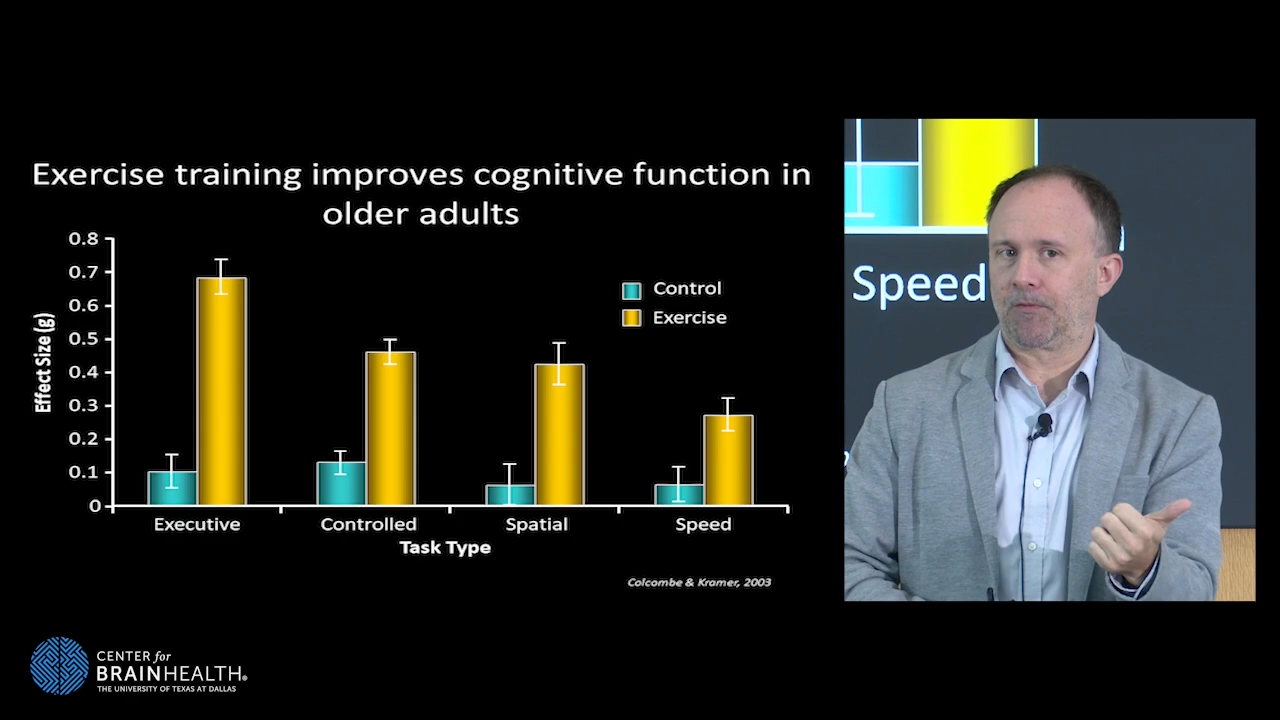 Exercise training improves cognitive function in
older adults
0.8
0.7
0.6
0.5
0.4
0.3
0.2
0.1
0
Effect Size (g)
Control
Exercise
Executive
Controlled
Spatial
Speed
Task Type
Colcombe & Kramer, 2003
Speed
CENTER for
BRAINHEALTH®
THE UNIVERSITY OF TEXAS AT DALLAS